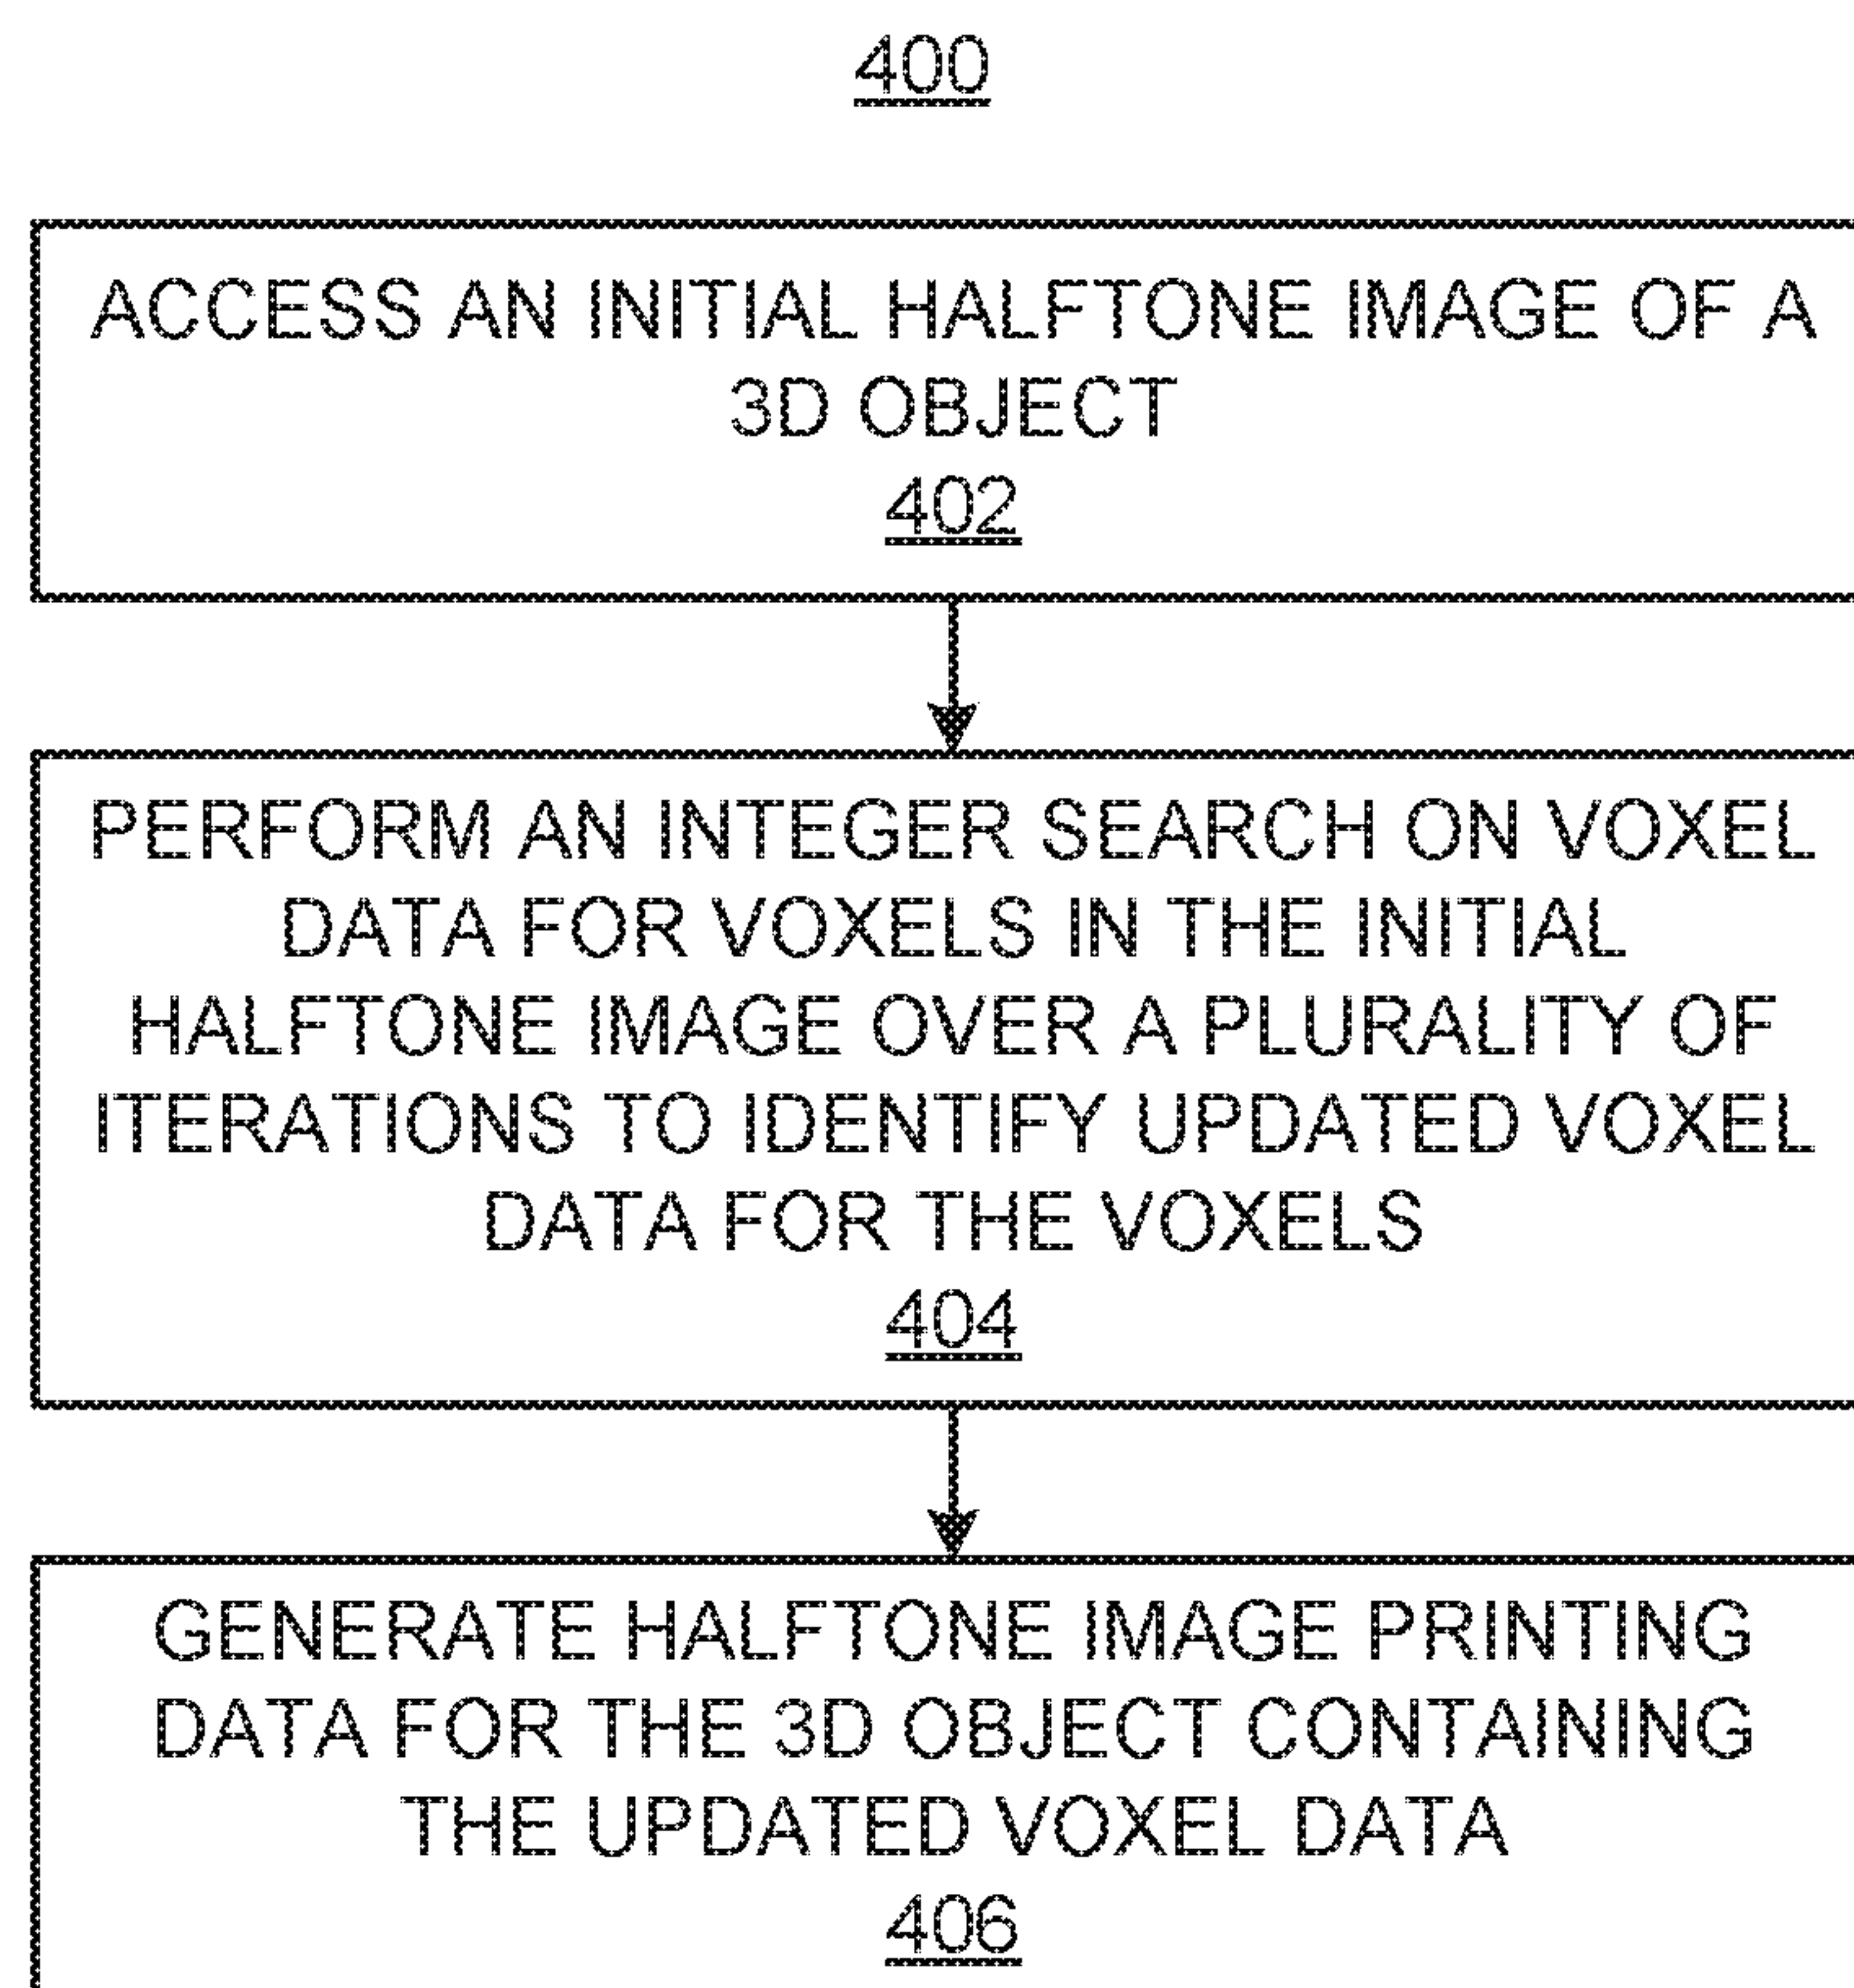 400
ACCESS AN INITIAL HALFTONE IMAGE OF A
3D OBJECT
402
PERFORM AN INTEGER SEARCH ON VOXEL
DATA FOR VOXELS IN THE INITIAL
HALFTONE IMAGE OVER A PLURALITY OF
ITERATIONS TO IDENTIFY UPDATED VOXEL
DATA FOR THE VOXELS
404
GENERATE HALFTONE IMAGE PRINTING
DATA FOR THE 3D OBJECT CONTAINING
THE UPDATED VOXEL DATA
406